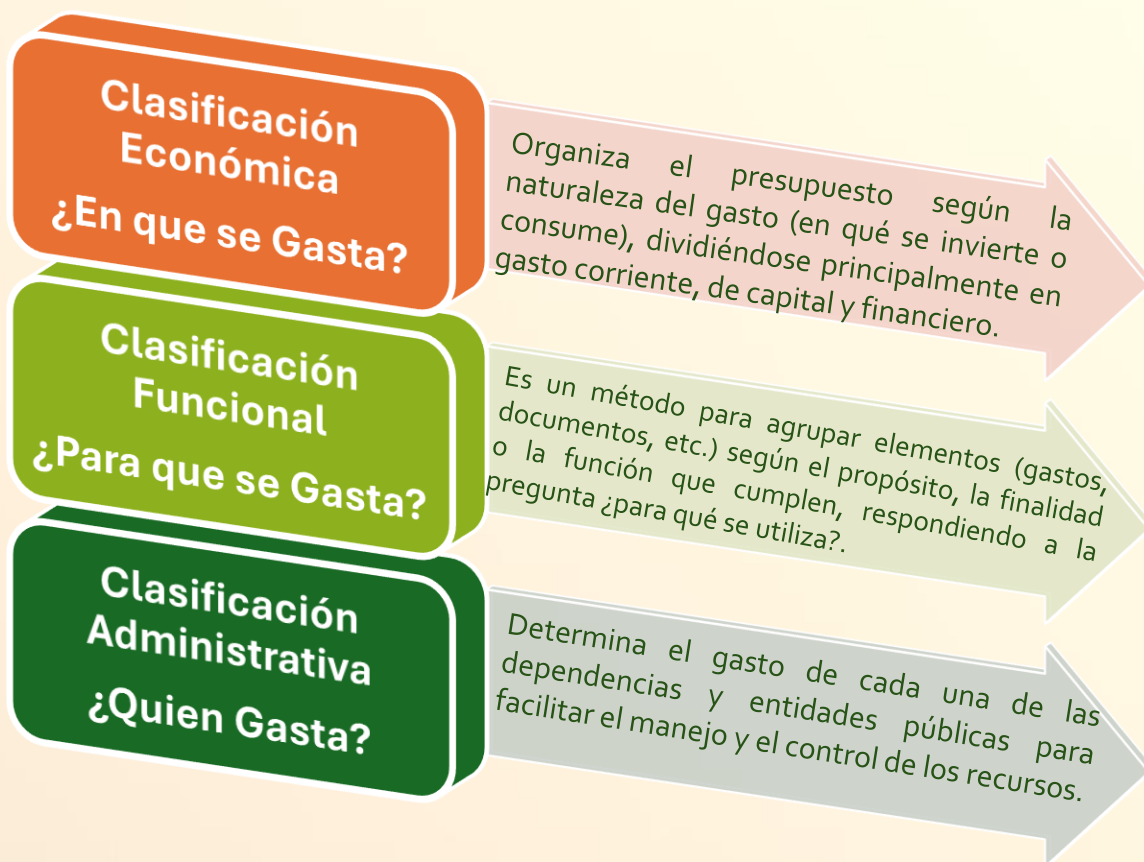 Clasificación
Económica
¿En que se Gasta?
Organiza el presupuesto según la
naturaleza del gasto (en qué se invierte o
consume), dividiéndose principalmente en
gasto corriente, de capital y financiero.
Clasificación
Funcional
¿Para que se Gasta?
Es un método para agrupar elementos (gastos,
documentos, etc.) según el propósito, la finalidad
o la función que cumplen, respondiendo a la
pregunta ¿para qué se utiliza?.
Clasificación
Administrativa
¿Quien Gasta?
Determina el gasto de cada una de las
dependencias y entidades públicas para
facilitar el manejo y el control de los recursos.